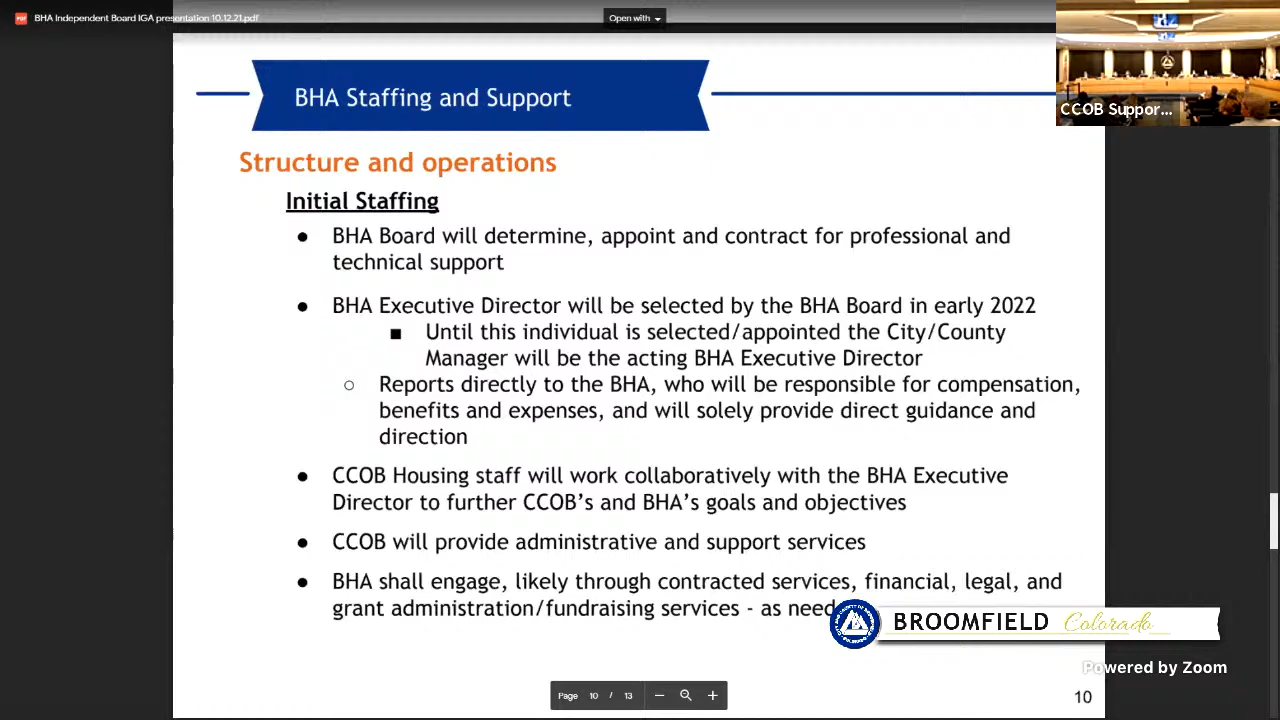 BHA Independent Board IGA presentation 10.12.21.pdf
Open with
CCOB Suppor...
BHA Staffing and Support
Structure and operations
Initial Staffing
● BHA Board will determine, appoint and contract for professional and
technical support
● BHA Executive Director will be selected by the BHA Board in early 2022
■ Until this individual is selected/appointed the City/County
Manager will be the acting BHA Executive Director
○ Reports directly to the BHA, who will be responsible for compensation,
benefits and expenses, and will solely provide direct guidance and
direction
● CCOB Housing staff will work collaboratively with the BHA Executive
Director to further CCOB's and BHA's goals and objectives
● CCOB will provide administrative and support services
● BHA shall engage, likely through contracted services, financial, legal, and
grant administration/fundraising services - as need
BROOMFIELD Colorado
Powered by Zoom
Page 10 / 13
10